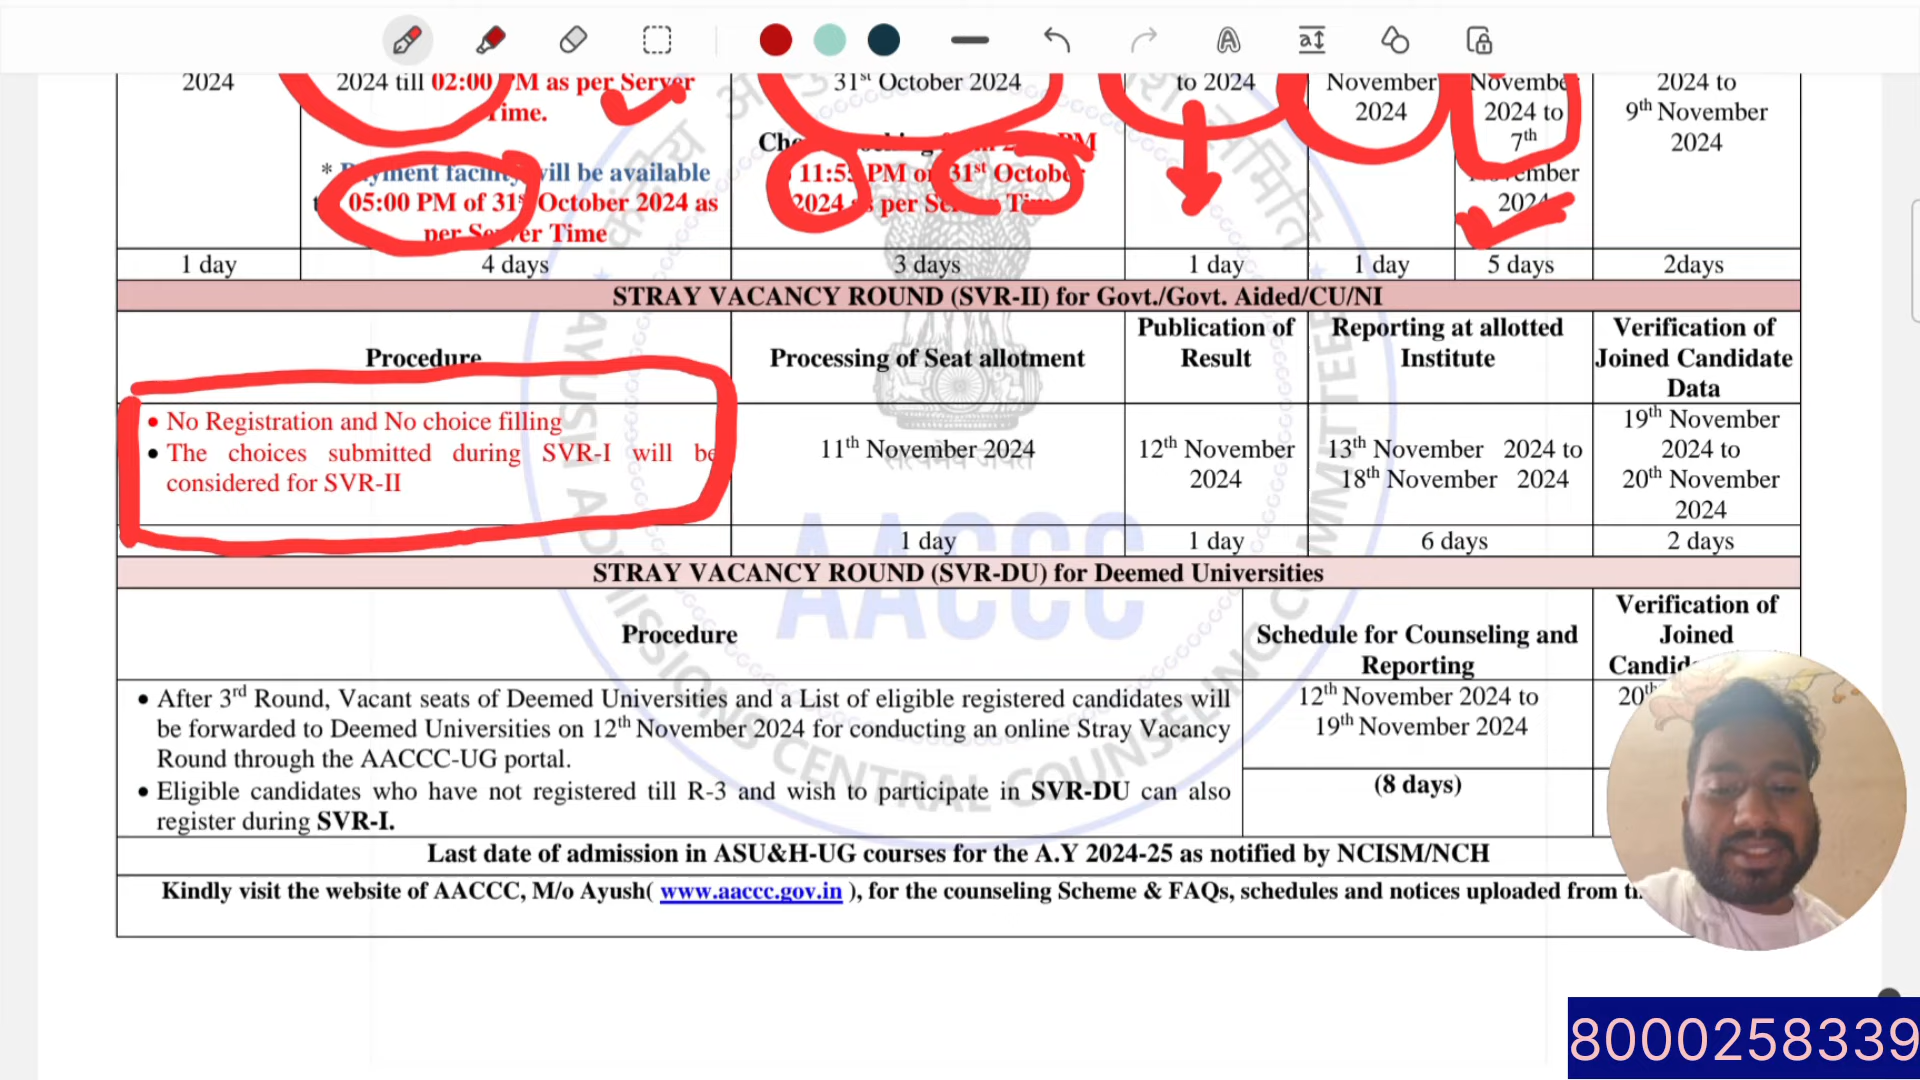 2024
2024 till 02:00 PM as per Server
Time.
* Payment facility will be available
05:00 PM of 31st October 2024 as
per Server Time
31st October 2024
PM
11:55 PM on 31st October
2024 as per Server Time
to 2024
November
2024
November
2024 to
7th
November
2024
2024 to
9th November
2024
1 day
4 days
3 days
1 day
1 day
5 days
2days
STRAY VACANCY ROUND (SVR-II) for Govt./Govt. Aided/CU/NI
Procedure
Processing of Seat allotment
Publication of
Result
Reporting at allotted
Institute
Verification of
Joined Candidate
Data
• No Registration and No choice filling
• The choices submitted during SVR-I will be
considered for SVR-II
11th November 2024
12th November
2024
13th November 2024 to
18th November 2024
19th November
2024 to
20th November
2024
1 day
1 day
6 days
2 days
STRAY VACANCY ROUND (SVR-DU) for Deemed Universities
Procedure
Schedule for Counseling and
Reporting
Verification of
Joined
• After 3rd Round, Vacant seats of Deemed Universities and a List of eligible registered candidates will
be forwarded to Deemed Universities on 12th November 2024 for conducting an online Stray Vacancy
Round through the AACCC-UG portal.
• Eligible candidates who have not registered till R-3 and wish to participate in SVR-DU can also
register during SVR-I.
12th November 2024 to
19th November 2024
(8 days)
20th
Last date of admission in ASU&H-UG courses for the A.Y 2024-25 as notified by NCISM/NCH
Kindly visit the website of AACCC, M/o Ayush( www.aaccc.gov.in ), for the counseling Scheme & FAQs, schedules and notices uploaded from
AYUSH ADMISSIONS CENTRAL COUNSELING COMMITTEE
सत्यमेव जयते
AACCC
8000258339